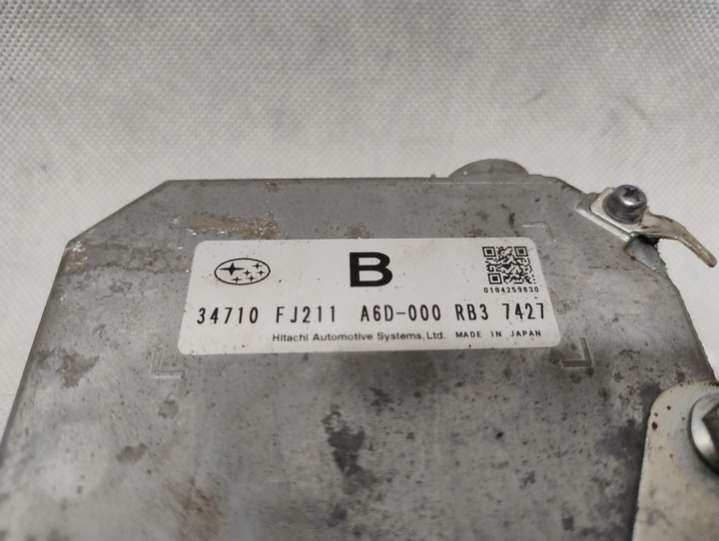 B
0184259830
34710 FJ211 A6D-000 RB3 7427
Hitachi Automotive Systems, Ltd. MADE IN JAPAN